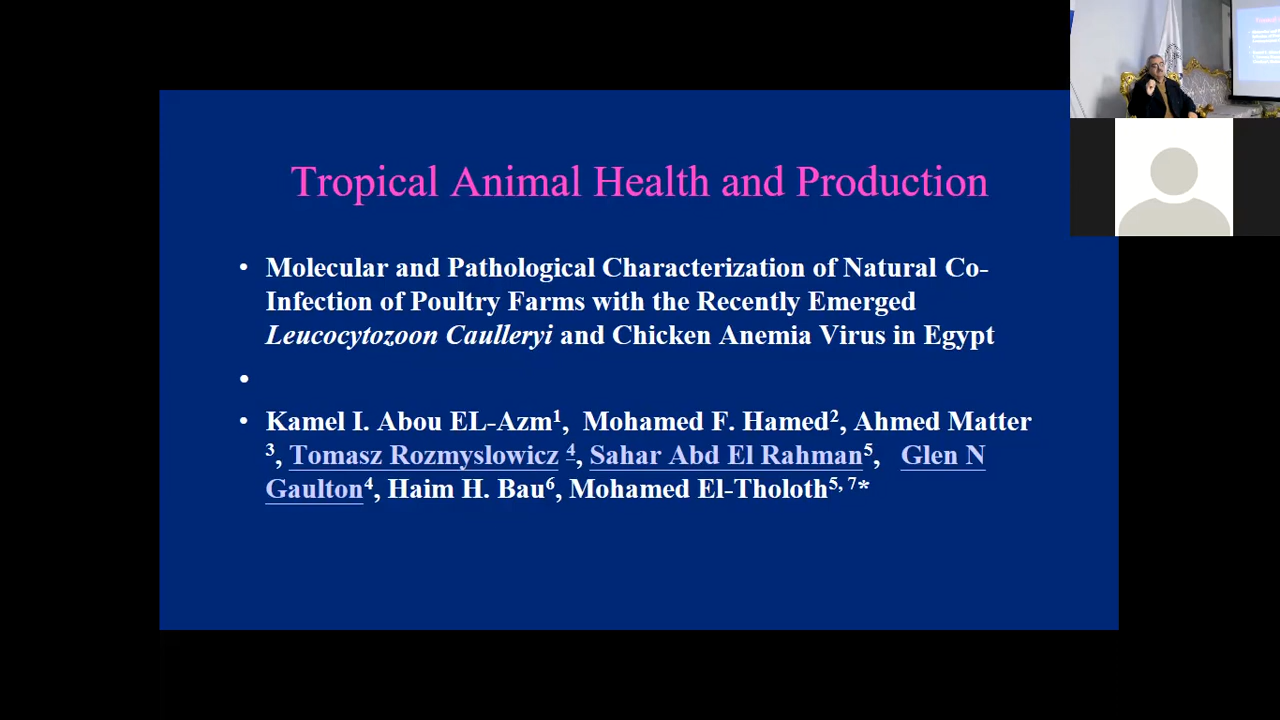 Tropical Animal Health and Production
• Molecular and Pathological Characterization of Natural Co-
Infection of Poultry Farms with the Recently Emerged
Leucocytozoon Caulleryi and Chicken Anemia Virus in Egypt
•
• Kamel I. Abou EL-Azm1, Mohamed F. Hamed2, Ahmed Matter
3, Tomasz Rozmyslowicz 4, Sahar Abd El Rahman5, Glen N
Gaulton4, Haim H. Bau6, Mohamed El-Tholoth5, 7*